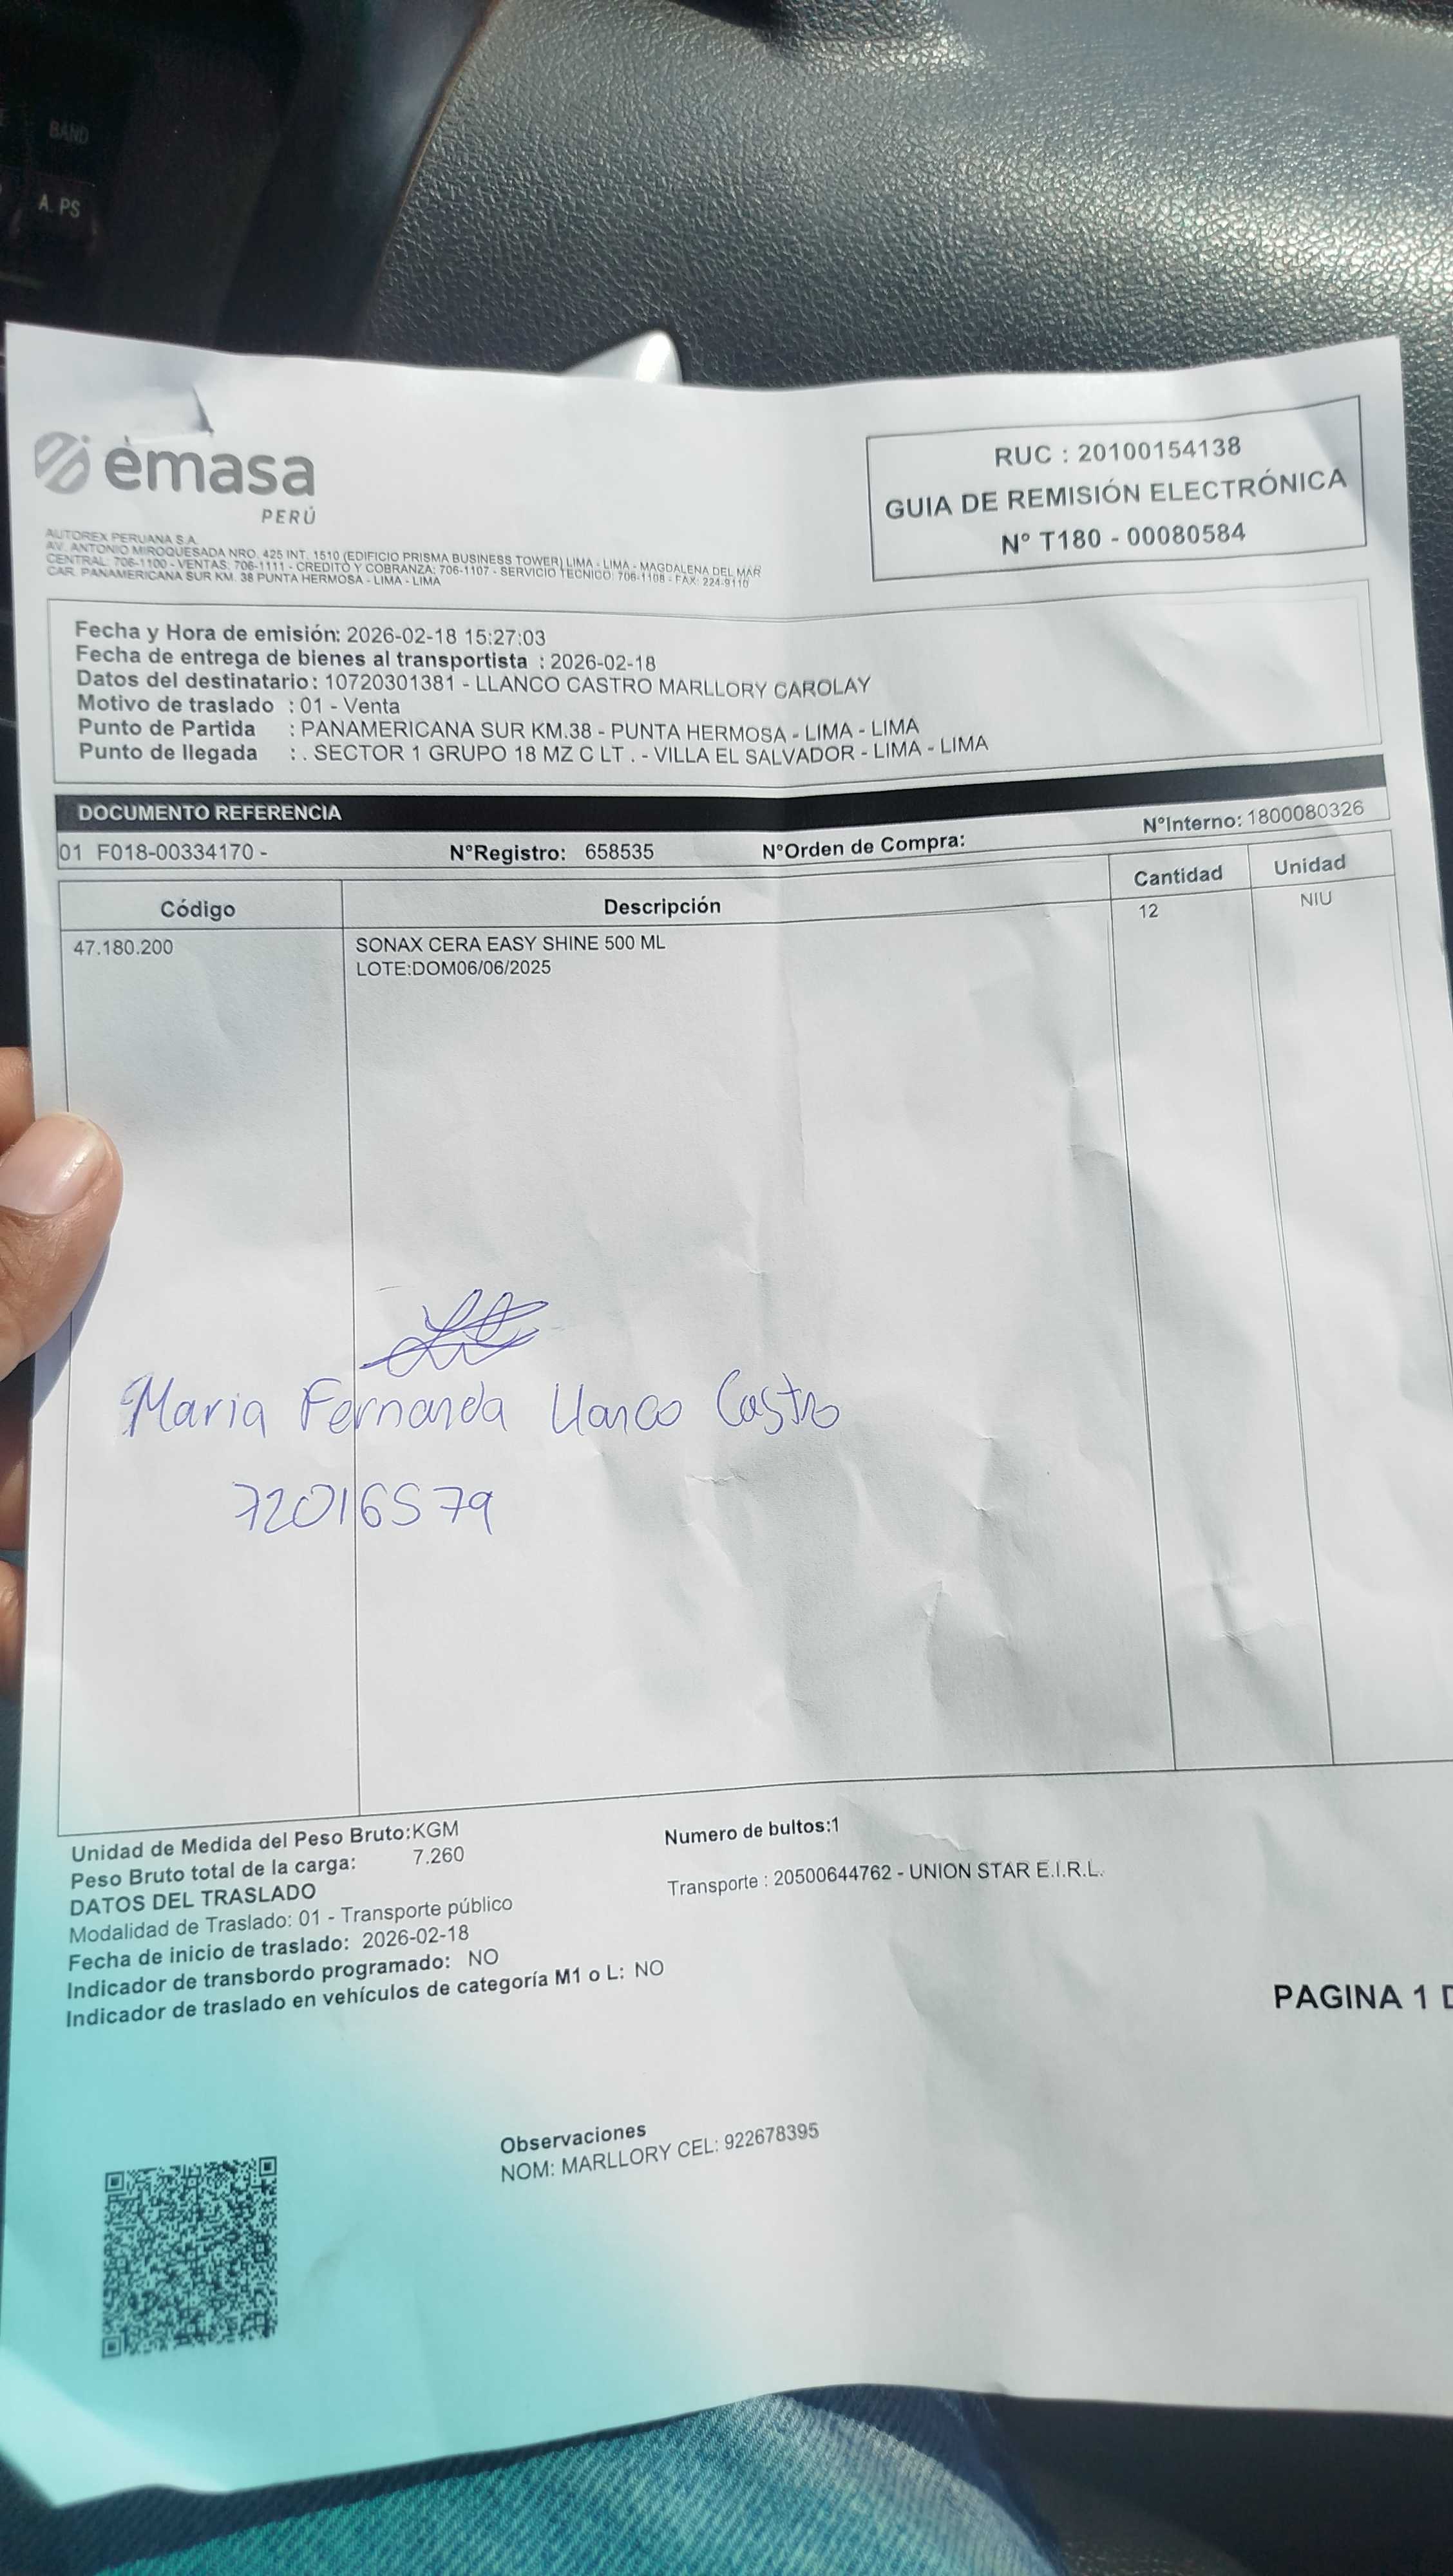 BAND
A.PS
émasa
PERÚ
AUTOREX PERUANA S.A.
AV. ANTONIO MIROQUESADA NRO. 425 INT. 1510 (EDIFICIO PRISMA BUSINESS TOWER) LIMA - LIMA - MAGDALENA DEL MAR
CENTRAL: 706-1100 - VENTAS: 706-1111 - CREDITO Y COBRANZA: 706-1107 - SERVICIO TECNICO: 706-1108 - FAX: 224-9110
CAR. PANAMERICANA SUR KM. 38 PUNTA HERMOSA - LIMA - LIMA
RUC : 20100154138
GUIA DE REMISIÓN ELECTRÓNICA
N° T180 - 00080584
Fecha y Hora de emisión: 2026-02-18 15:27:03
Fecha de entrega de bienes al transportista : 2026-02-18
Datos del destinatario: 10720301381 - LLANCO CASTRO MARLLORY CAROLAY
Motivo de traslado : 01 - Venta
Punto de Partida : PANAMERICANA SUR KM.38 - PUNTA HERMOSA - LIMA - LIMA
Punto de llegada : . SECTOR 1 GRUPO 18 MZ C LT . - VILLA EL SALVADOR - LIMA - LIMA
DOCUMENTO REFERENCIA
01 F018-00334170 - N°Registro: 658535 N°Orden de Compra: N°Interno: 1800080326
Código Descripción Cantidad Unidad
47.180.200 SONAX CERA EASY SHINE 500 ML 12 NIU
LOTE:DOM06/06/2025
Maria Fernanda Llanco Castro
72016579
Unidad de Medida del Peso Bruto:KGM
Peso Bruto total de la carga: 7.260
DATOS DEL TRASLADO
Modalidad de Traslado: 01 - Transporte público
Fecha de inicio de traslado: 2026-02-18
Indicador de transbordo programado: NO
Indicador de traslado en vehículos de categoría M1 o L: NO
Numero de bultos:1
Transporte : 20500644762 - UNION STAR E.I.R.L.
PAGINA 1 D
Observaciones
NOM: MARLLORY CEL: 922678395